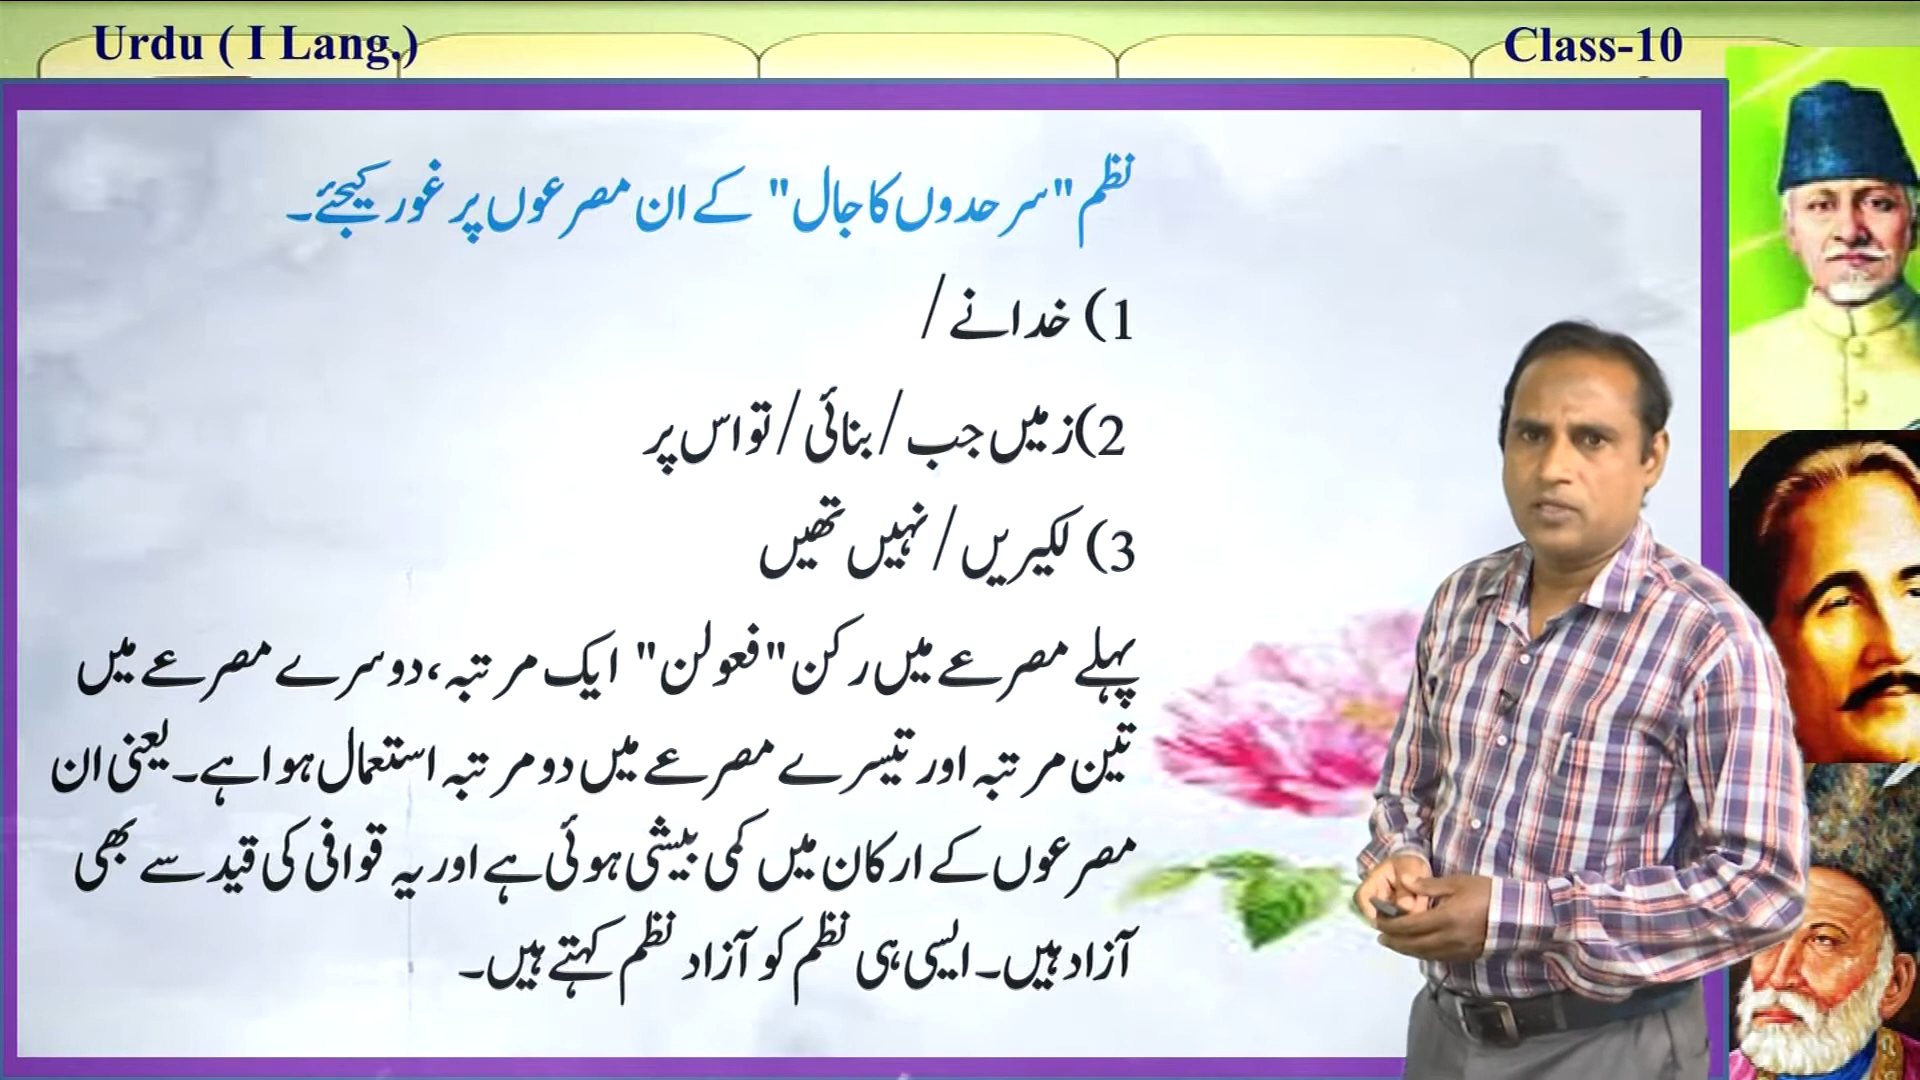 Urdu ( I Lang.)
Class-10
نظم "سرحدوں کا جال" کے ان مصرعوں پر غور کیجئے۔
1) خدا نے /
2)زمیں جب / بنائی / تو اس پر
3) لکیریں / نہیں تھیں
پہلے مصرعے میں رکن "فعولن" ایک مرتبہ، دوسرے مصرعے میں
تین مرتبہ اور تیسرے مصرعے میں دو مرتبہ استعمال ہوا ہے۔ یعنی ان
مصرعوں کے ارکان میں کمی بیشی ہوئی ہے اور یہ قوافی کی قید سے بھی
آزاد ہیں۔ ایسی ہی نظم کو آزاد نظم کہتے ہیں۔